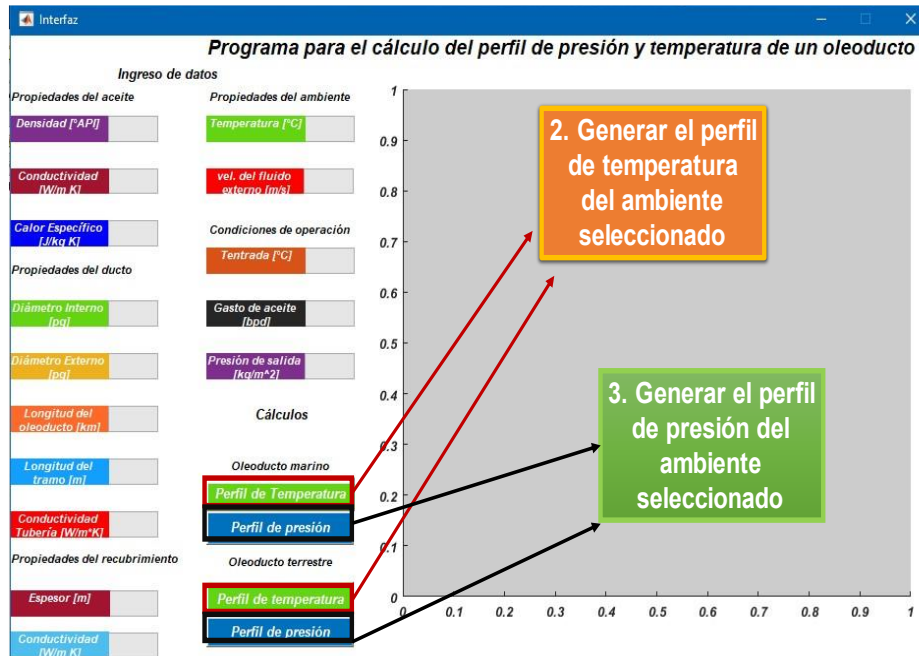 Interfaz
Programa para el cálculo del perfil de presión y temperatura de un oleoducto
Ingreso de datos
Propiedades del aceite
Densidad [°API]
Conductividad
[W/m K]
Calor Específico
[J/kg K]
Propiedades del ducto
Diámetro Interno
[pg]
Diámetro Externo
[pg]
Longitud del
oleoducto [km]
Longitud del
tramo [m]
Conductividad
Tubería [W/m*K]
Propiedades del recubrimiento
Espesor [m]
Conductividad
[W/m K]
Propiedades del ambiente
Temperatura [°C]
vel. del fluido
externo [m/s]
Condiciones de operación
Tentrada [°C]
Gasto de aceite
[bpd]
Presión de salida
[kg/m^2]
Cálculos
Oleoducto marino
Perfil de Temperatura
Perfil de presión
Oleoducto terrestre
Perfil de temperatura
Perfil de presión
1
0.9
0.8
0.7
0.6
0.5
0.4
0.3
0.2
0.1
0
0 0.1 0.2 0.3 0.4 0.5 0.6 0.7 0.8 0.9 1
2. Generar el perfil
de temperatura
del ambiente
seleccionado
3. Generar el perfil
de presión del
ambiente
seleccionado